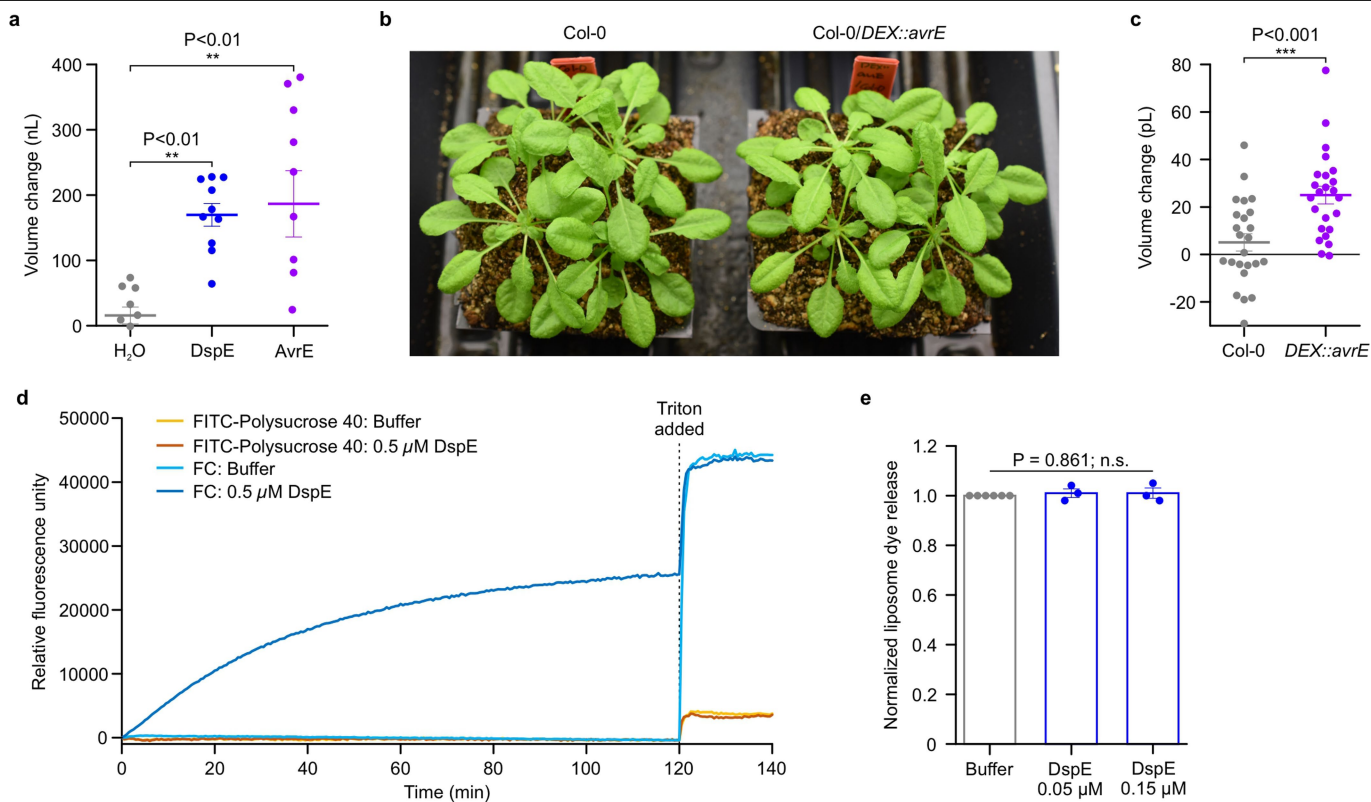 a
P<0.01
**
P<0.01
**
Volume change (nL)
400
300
200
100
0
H₂O
DspE
AvrE
b
Col-0
Col-0/DEX::avrE
c
P<0.001
***
Volume change (pL)
80
60
40
20
0
-20
Col-0
DEX::avrE
d
FITC-Polysucrose 40: Buffer
FITC-Polysucrose 40: 0.5 µM DspE
FC: Buffer
FC: 0.5 µM DspE
Triton
added
Relative fluorescence unity
50000
40000
30000
20000
10000
0
0
20
40
60
80
100
120
140
Time (min)
e
P = 0.861; n.s.
Normalized liposome dye release
1.2
1.0
0.8
0.6
0.4
0.2
0
Buffer
DspE
0.05 µM
DspE
0.15 µM